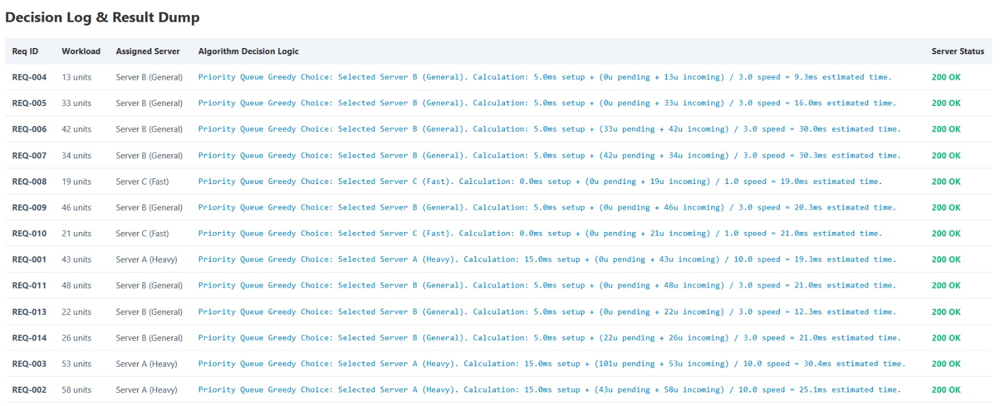 Decision Log & Result Dump
Req ID Workload Assigned Server Algorithm Decision Logic Server Status
REQ-004 13 units Server B (General) Priority Queue Greedy Choice: Selected Server B (General). Calculation: 5.0ms setup + (0u pending + 13u incoming) / 3.0 speed = 9.3ms estimated time. 200 OK
REQ-005 33 units Server B (General) Priority Queue Greedy Choice: Selected Server B (General). Calculation: 5.0ms setup + (0u pending + 33u incoming) / 3.0 speed = 16.0ms estimated time. 200 OK
REQ-006 42 units Server B (General) Priority Queue Greedy Choice: Selected Server B (General). Calculation: 5.0ms setup + (33u pending + 42u incoming) / 3.0 speed = 30.0ms estimated time. 200 OK
REQ-007 34 units Server B (General) Priority Queue Greedy Choice: Selected Server B (General). Calculation: 5.0ms setup + (42u pending + 34u incoming) / 3.0 speed = 30.3ms estimated time. 200 OK
REQ-008 19 units Server C (Fast) Priority Queue Greedy Choice: Selected Server C (Fast). Calculation: 0.0ms setup + (0u pending + 19u incoming) / 1.0 speed = 19.0ms estimated time. 200 OK
REQ-009 46 units Server B (General) Priority Queue Greedy Choice: Selected Server B (General). Calculation: 5.0ms setup + (0u pending + 46u incoming) / 3.0 speed = 20.3ms estimated time. 200 OK
REQ-010 21 units Server C (Fast) Priority Queue Greedy Choice: Selected Server C (Fast). Calculation: 0.0ms setup + (0u pending + 21u incoming) / 1.0 speed = 21.0ms estimated time. 200 OK
REQ-001 43 units Server A (Heavy) Priority Queue Greedy Choice: Selected Server A (Heavy). Calculation: 15.0ms setup + (0u pending + 43u incoming) / 10.0 speed = 19.3ms estimated time. 200 OK
REQ-011 48 units Server B (General) Priority Queue Greedy Choice: Selected Server B (General). Calculation: 5.0ms setup + (0u pending + 48u incoming) / 3.0 speed = 21.0ms estimated time. 200 OK
REQ-013 22 units Server B (General) Priority Queue Greedy Choice: Selected Server B (General). Calculation: 5.0ms setup + (0u pending + 22u incoming) / 3.0 speed = 12.3ms estimated time. 200 OK
REQ-014 26 units Server B (General) Priority Queue Greedy Choice: Selected Server B (General). Calculation: 5.0ms setup + (22u pending + 26u incoming) / 3.0 speed = 21.0ms estimated time. 200 OK
REQ-003 53 units Server A (Heavy) Priority Queue Greedy Choice: Selected Server A (Heavy). Calculation: 15.0ms setup + (101u pending + 53u incoming) / 10.0 speed = 30.4ms estimated time. 200 OK
REQ-002 58 units Server A (Heavy) Priority Queue Greedy Choice: Selected Server A (Heavy). Calculation: 15.0ms setup + (43u pending + 58u incoming) / 10.0 speed = 25.1ms estimated time. 200 OK